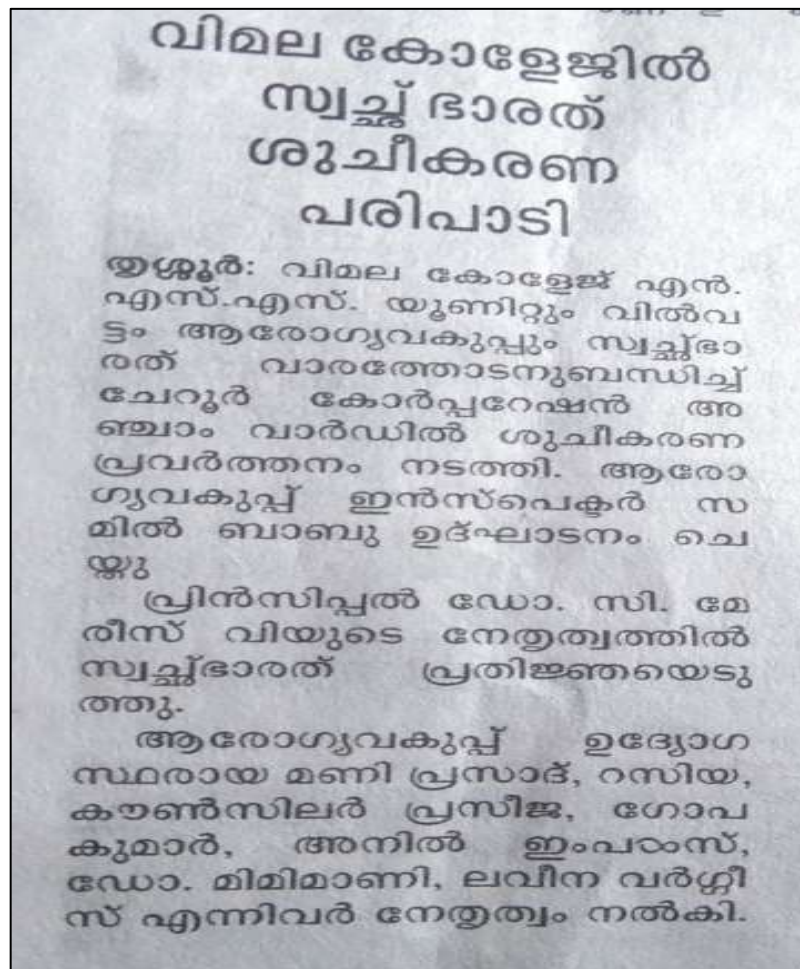 വിമല കോളേജിൽ
സ്വച്ഛ് ഭാരത്
ശുചീകരണ
പരിപാടി
തൃശ്ശൂർ: വിമല കോളേജ് എൻ.
എസ്.എസ്. യൂണിറ്റും വിൽവ
ട്ടം ആരോഗ്യവകുപ്പും സ്വച്ഛ്ഭാ
രത് വാരത്തോടനുബന്ധിച്ച്
ചേറൂർ കോർപ്പറേഷൻ അ
ഞ്ചാം വാർഡിൽ ശുചീകരണ
പ്രവർത്തനം നടത്തി. ആരോ
ഗ്യവകുപ്പ് ഇൻസ്പെക്ടർ സ
മിൽ ബാബു ഉദ്ഘാടനം ചെ
യ്തു
പ്രിൻസിപ്പൽ ഡോ. സി. മേ
രീസ് വിയുടെ നേതൃത്വത്തിൽ
സ്വച്ഛ്ഭാരത് പ്രതിജ്ഞയെടു
ത്തു.
ആരോഗ്യവകുപ്പ് ഉദ്യോഗ
സ്ഥരായ മണി പ്രസാദ്, റസിയ,
കൗൺസിലർ പ്രസീജ, ഗോപ
കുമാർ, അനിൽ
ഡോ. മിമിമാണി, ലവീന വർഗ്ഗീ
സ് എന്നിവർ നേതൃത്വം നൽകി.